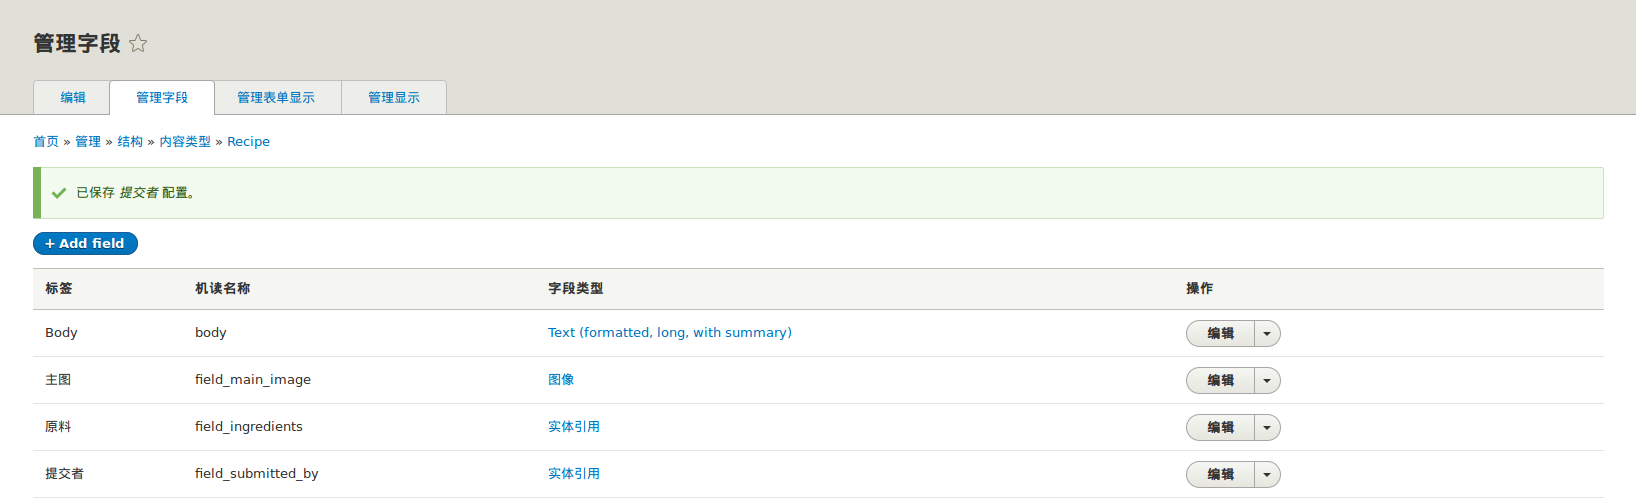 管理字段
编辑 管理字段 管理表单显示 管理显示
首页 » 管理 » 结构 » 内容类型 » Recipe
已保存 提交者 配置。
+ Add field
标签 机读名称 字段类型 操作
Body body Text (formatted, long, with summary) 编辑
主图 field_main_image 图像 编辑
原料 field_ingredients 实体引用 编辑
提交者 field_submitted_by 实体引用 编辑